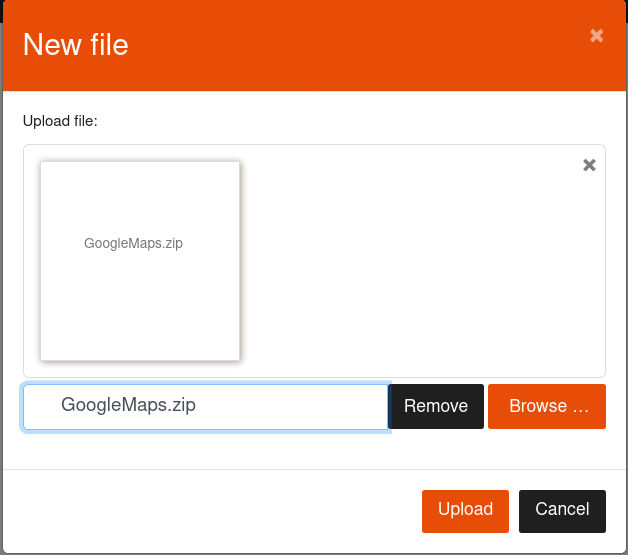 New file
Upload file:
GoogleMaps.zip
GoogleMaps.zip
Remove
Browse …
Upload
Cancel